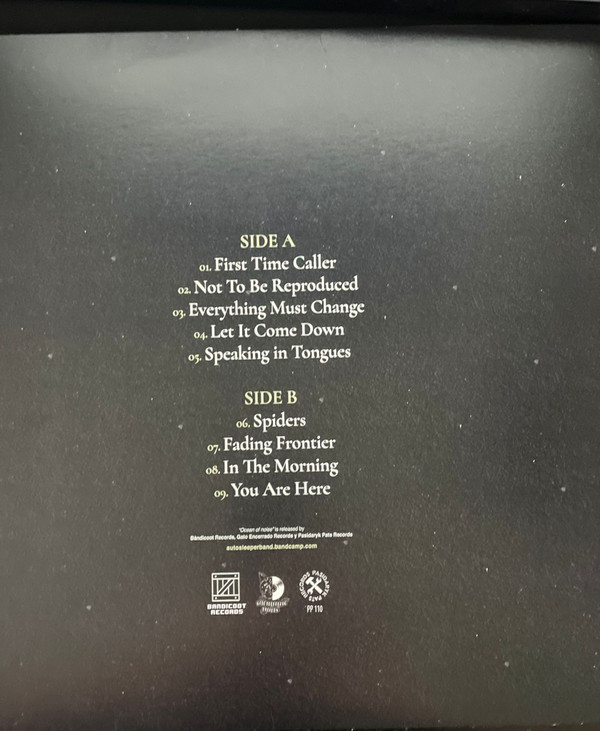 SIDE A
01. First Time Caller
02. Not To Be Reproduced
03. Everything Must Change
04. Let It Come Down
05. Speaking in Tongues
SIDE B
06. Spiders
07. Fading Frontier
08. In The Morning
09. You Are Here
"Ocean of noise" is released by
Bandicoot Records, Gato Encerrado Records y Pasidaryk Pats Records
autosleeperband.bandcamp.com
BANDICOOT
RECORDS
PASIDARYK PATS RECORDS
PP 110